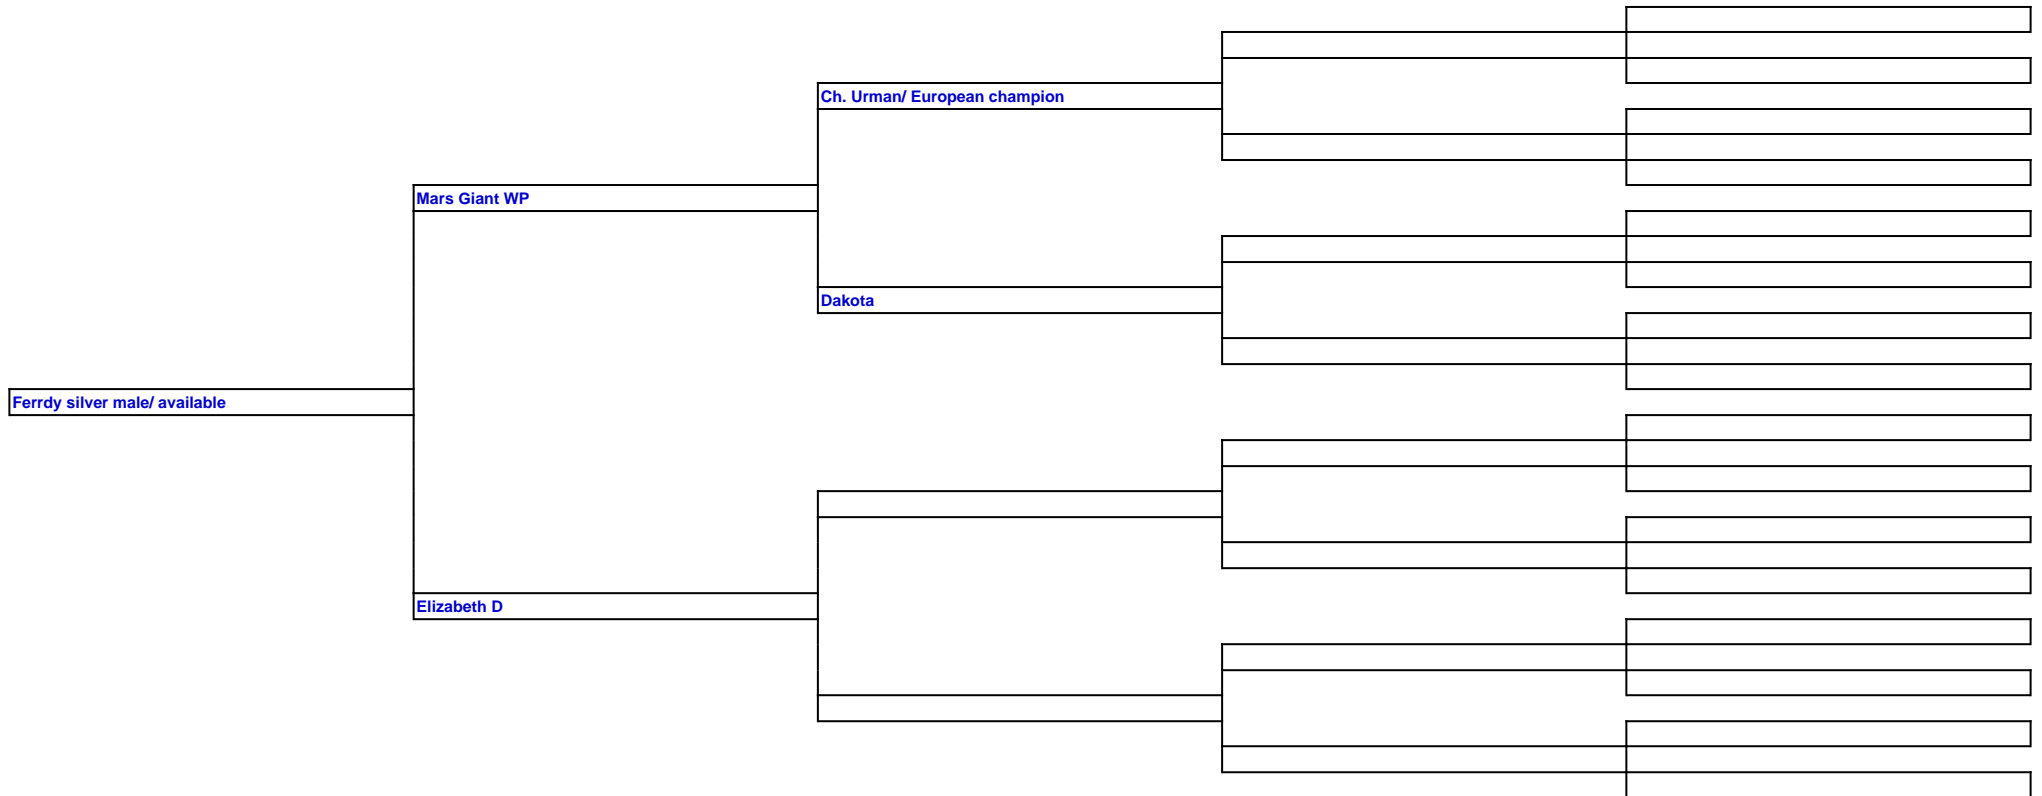 Ch. Urman/ European champion
Mars Giant WP
Dakota
Ferrdy silver male/ available
Elizabeth D